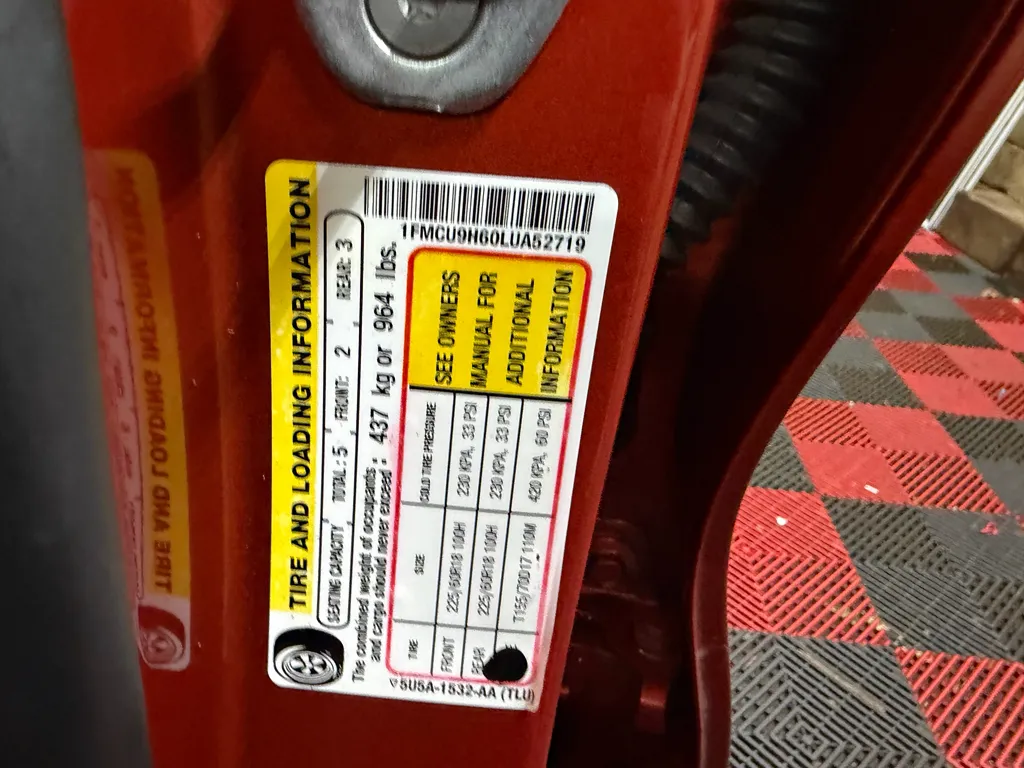 TIRE AND LOADING INFORMATION
SEATING CAPACITY TOTAL: 5 FRONT: 2 REAR: 3
The combined weight of occupants
and cargo should never exceed: 437 kg or 964 lbs.
TIRE SIZE COLD TIRE PRESSURE
FRONT 225/60R18 100H 230 KPA, 33 PSI
REAR 225/60R18 100H 230 KPA, 33 PSI
T155/70D17 110M 420 KPA, 60 PSI
SEE OWNERS
MANUAL FOR
ADDITIONAL
INFORMATION
5U5A-1532-AA (TLU)
1FMCU9H60LUA52719
TIRE AND LOADING INFORMATION